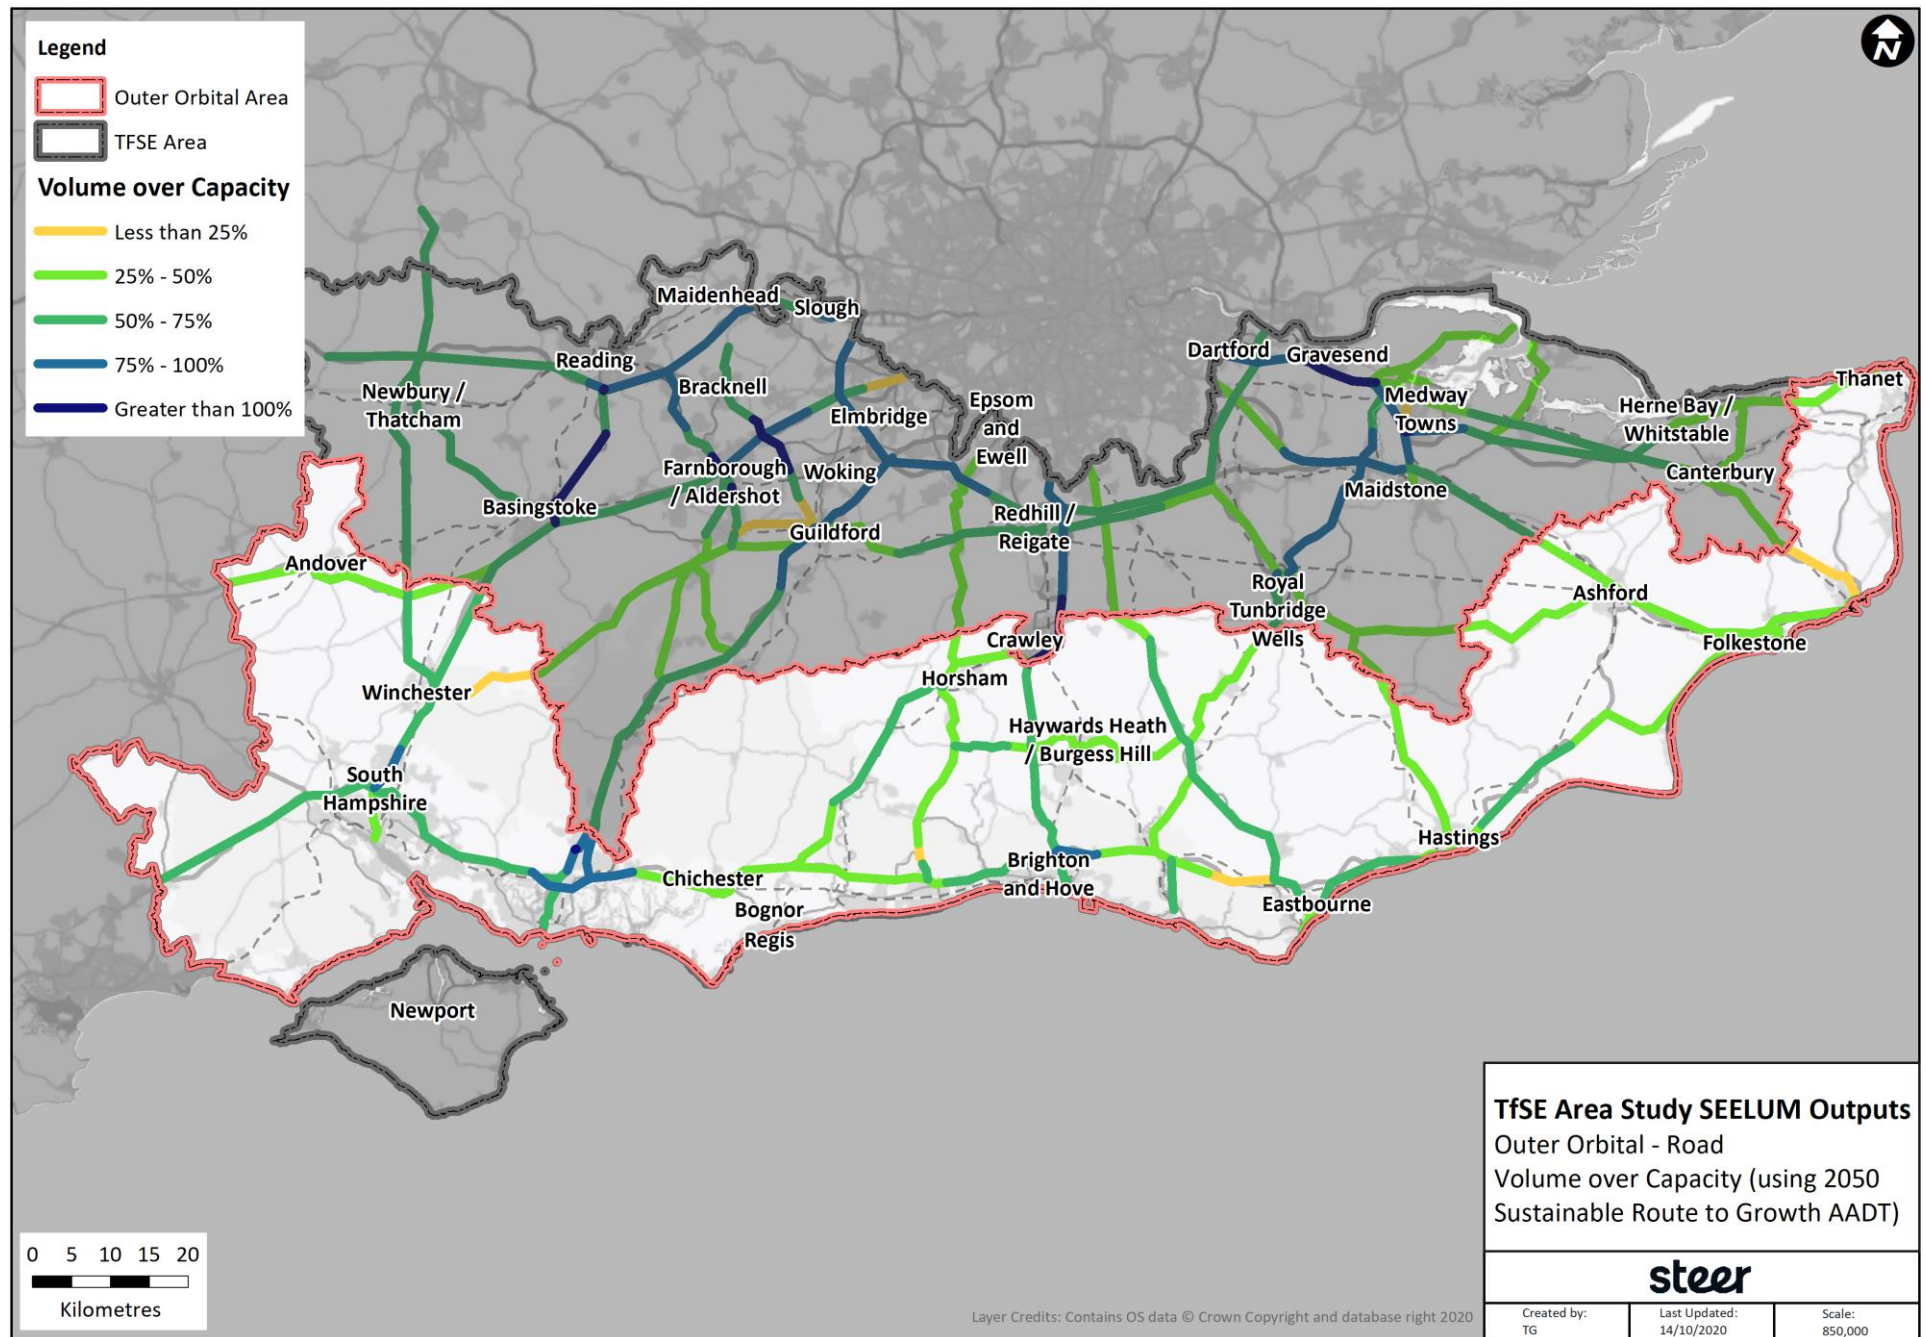 Legend
Outer Orbital Area
TFSE Area
Volume over Capacity
Less than 25%
25% - 50%
50% - 75%
75% - 100%
Greater than 100%
N
Maidenhead
Slough
Reading
Bracknell
Newbury /
Thatcham
Elmbridge
Epsom
and
Ewell
Dartford
Gravesend
Medway
Towns
Herne Bay /
Whitstable
Thanet
Canterbury
Farnborough
/ Aldershot
Woking
Basingstoke
Guildford
Redhill /
Reigate
Maidstone
Andover
Royal
Tunbridge
Wells
Ashford
Folkestone
Crawley
Horsham
Winchester
Haywards Heath
/ Burgess Hill
South
Hampshire
Hastings
Chichester
Brighton
and Hove
Bognor
Regis
Eastbourne
Newport
0 5 10 15 20
Kilometres
Layer Credits: Contains OS data © Crown Copyright and database right 2020
TfSE Area Study SEELUM Outputs
Outer Orbital - Road
Volume over Capacity (using 2050
Sustainable Route to Growth AADT)
steer
Created by:
TG
Last Updated:
14/10/2020
Scale:
850,000